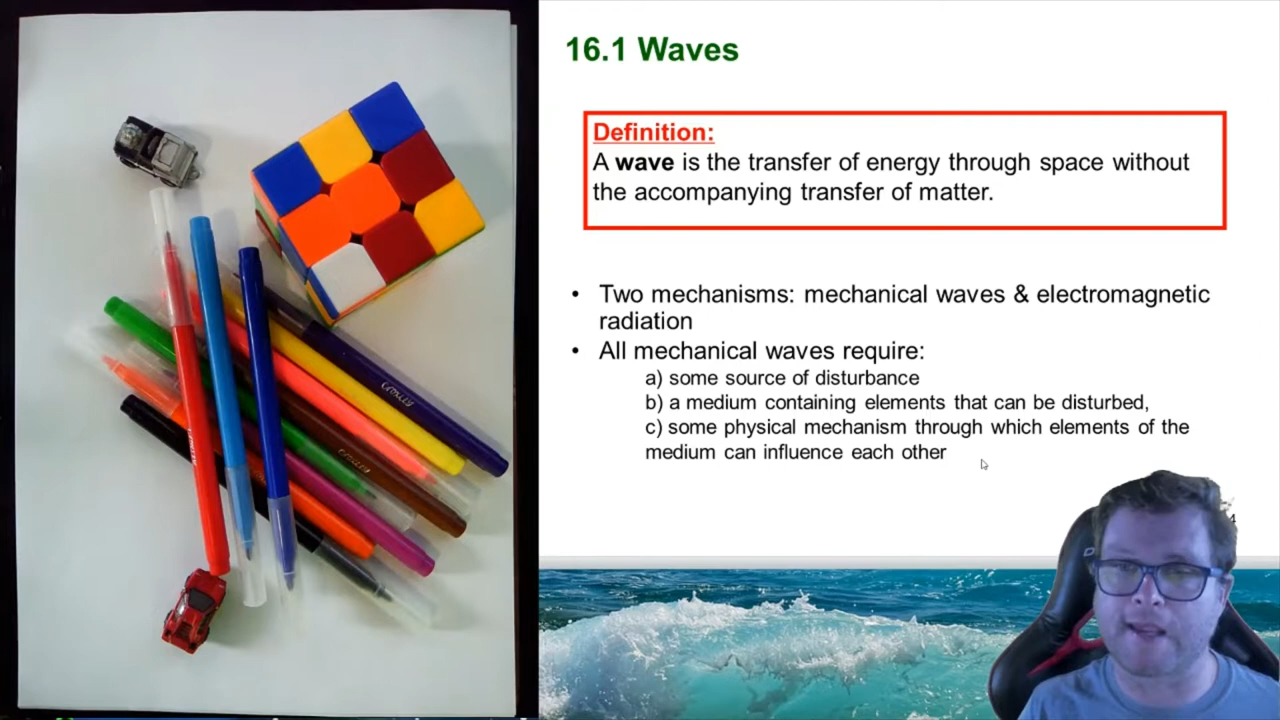 16.1 Waves
Definition:
A wave is the transfer of energy through space without
the accompanying transfer of matter.
• Two mechanisms: mechanical waves & electromagnetic
radiation
• All mechanical waves require:
a) some source of disturbance
b) a medium containing elements that can be disturbed,
c) some physical mechanism through which elements of the
medium can influence each other
4